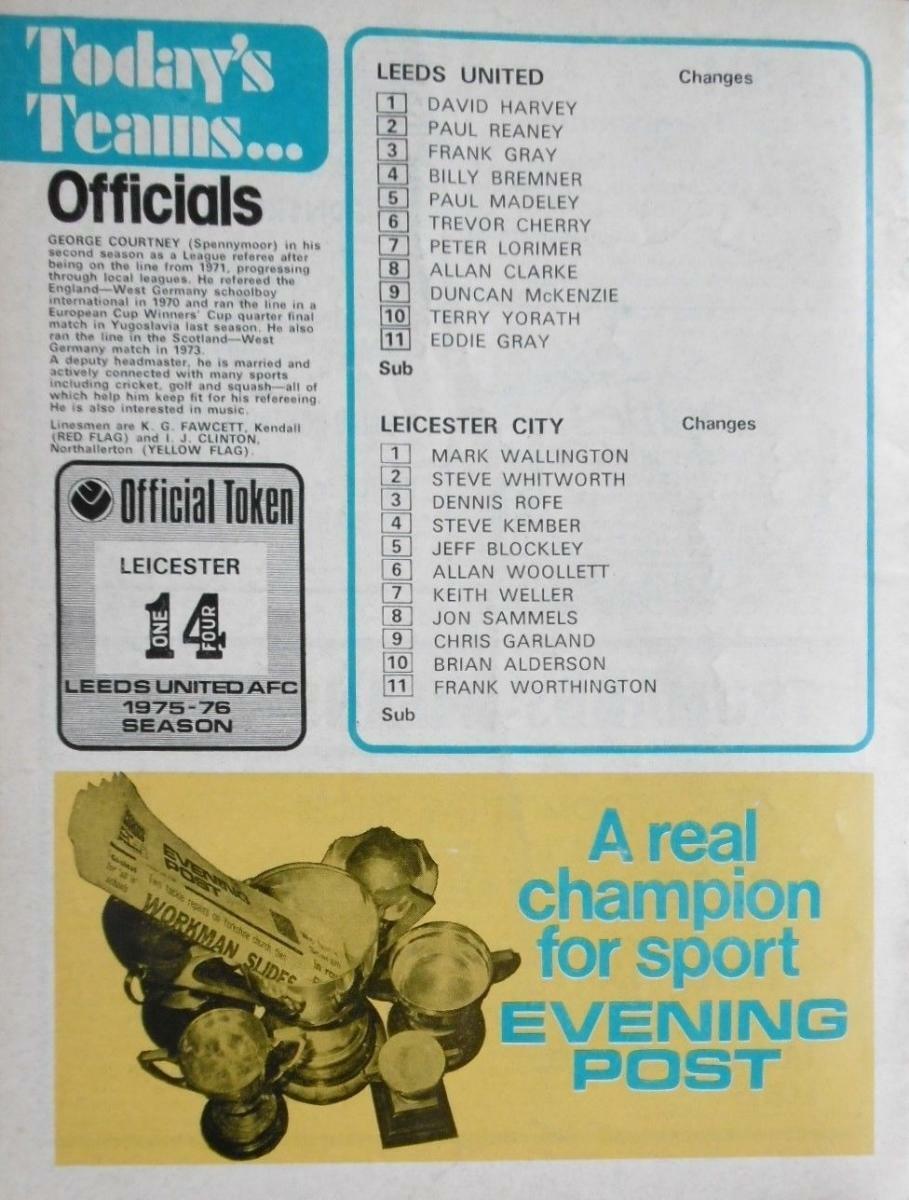 Today's
Teams...
Officials
GEORGE COURTNEY (Spennymoor) in his
second season as a League referee after
being on the line from 1971, progressing
through local leagues. He refereed the
England—West Germany schoolboy
international in 1970 and ran the line in a
European Cup Winners' Cup quarter final
match in Yugoslavia last season. He also
ran the line in the Scotland—West
Germany match in 1973.
A deputy headmaster, he is married and
actively connected with many sports
including cricket, golf and squash—all of
which help him keep fit for his refereeing.
He is also interested in music.
Linesmen are K. G. FAWCETT, Kendall
(RED FLAG) and I. J. CLINTON,
Northallerton (YELLOW FLAG).
Official Token
LEICESTER
14
ONE FOUR
LEEDS UNITED AFC
1975-76
SEASON
LEEDS UNITED Changes
1 DAVID HARVEY
2 PAUL REANEY
3 FRANK GRAY
4 BILLY BREMNER
5 PAUL MADELEY
6 TREVOR CHERRY
7 PETER LORIMER
8 ALLAN CLARKE
9 DUNCAN McKENZIE
10 TERRY YORATH
11 EDDIE GRAY
Sub
LEICESTER CITY Changes
1 MARK WALLINGTON
2 STEVE WHITWORTH
3 DENNIS ROFE
4 STEVE KEMBER
5 JEFF BLOCKLEY
6 ALLAN WOOLLETT
7 KEITH WELLER
8 JON SAMMELS
9 CHRIS GARLAND
10 BRIAN ALDERSON
11 FRANK WORTHINGTON
Sub
EVENING
POST
WORKMAN SLIDES
A real
champion
for sport
EVENING
POST